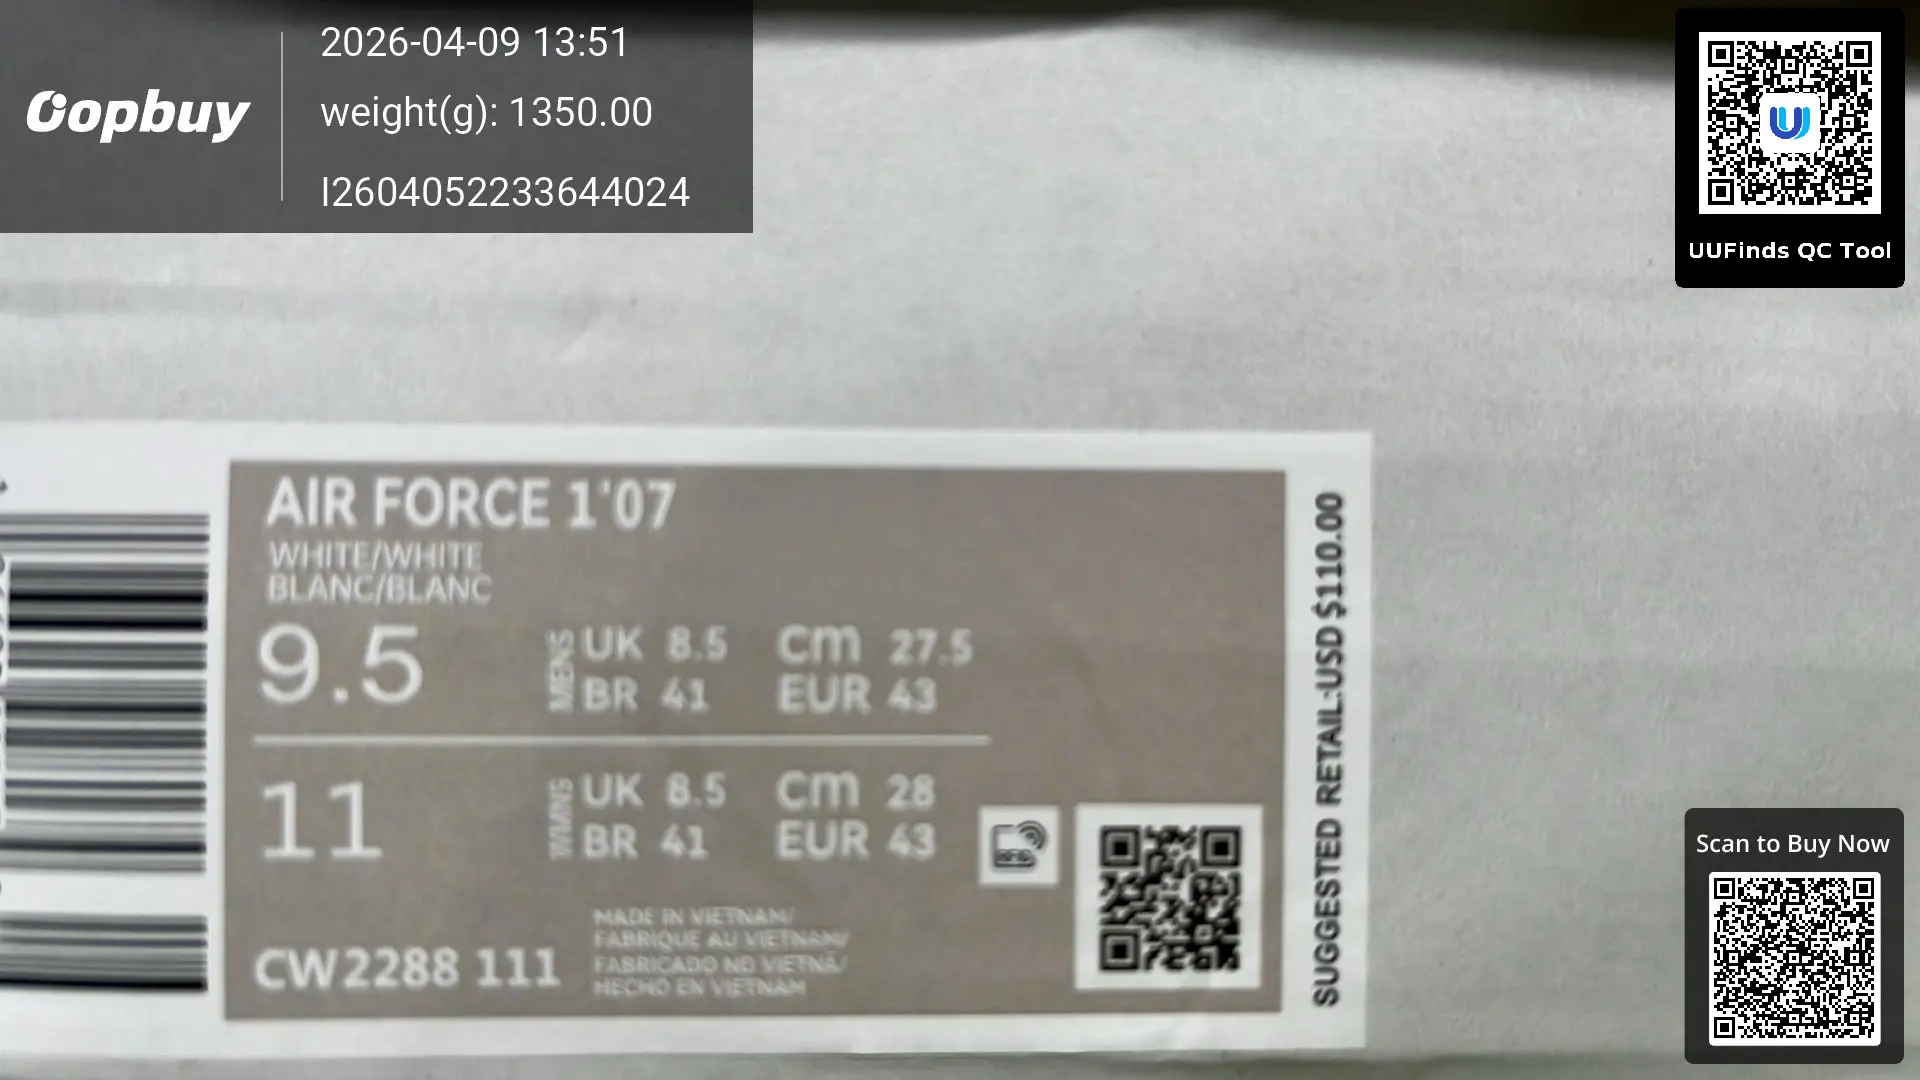 Oopbuy
2026-04-09 13:51
weight(g): 1350.00
I2604052233644024
UUFinds QC Tool
AIR FORCE 1'07
WHITE/WHITE
BLANC/BLANC
9.5
MENS
UK 8.5 Cm 27.5
BR 41 EUR 43
11
WMNS
UK 8.5 Cm 28
BR 41 EUR 43
CW2288 111
MADE IN VIETNAM/
FABRIQUE AU VIETNAM/
FABRICADO NO VIETNÃ/
HECHO EN VIETNAM
SUGGESTED RETAIL:USD $110.00
Scan to Buy Now